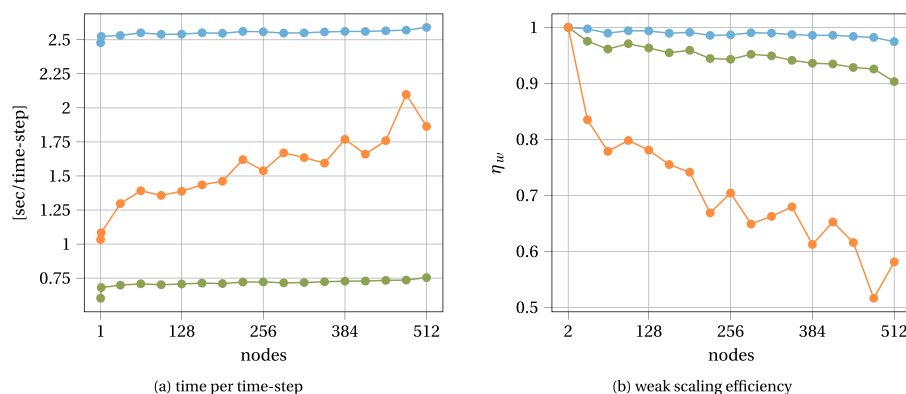 2.5
2.25
2
1.75
1.5
1.25
1
0.75
[sec/time-step]
1 128 256 384 512
nodes
(a) time per time-step
1
0.9
0.8
0.7
0.6
0.5
η_w
2 128 256 384 512
nodes
(b) weak scaling efficiency